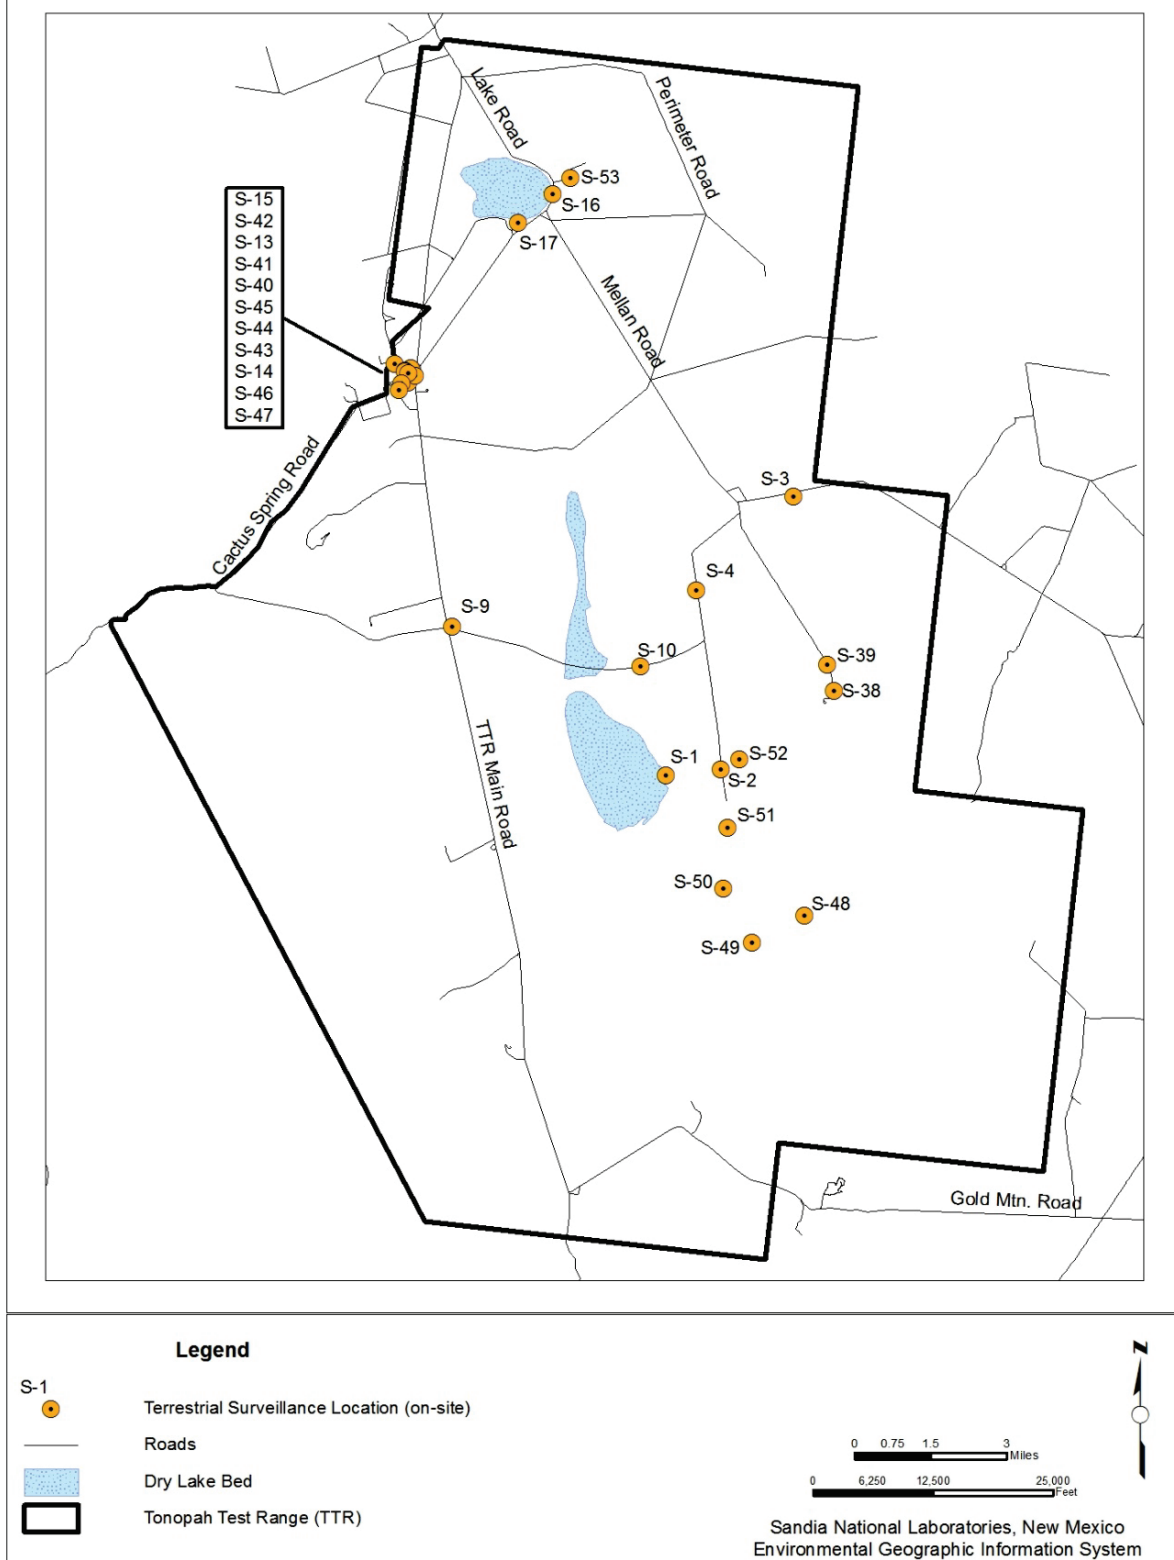 Lake Road
Perimeter Road
S-53
S-16
S-17
S-15
S-42
S-13
S-41
S-40
S-45
S-44
S-43
S-14
S-46
S-47
Mellan Road
Cactus Spring Road
S-3
S-4
S-9
S-10
S-39
S-38
S-52
S-1
S-2
TTR Main Road
S-51
S-50
S-48
S-49
Gold Mtn. Road
Legend
S-1
Terrestrial Surveillance Location (on-site)
Roads
Dry Lake Bed
Tonopah Test Range (TTR)
N
0 0.75 1.5 3
Miles
0 6,250 12,500 25,000
Feet
Sandia National Laboratories, New Mexico
Environmental Geographic Information System